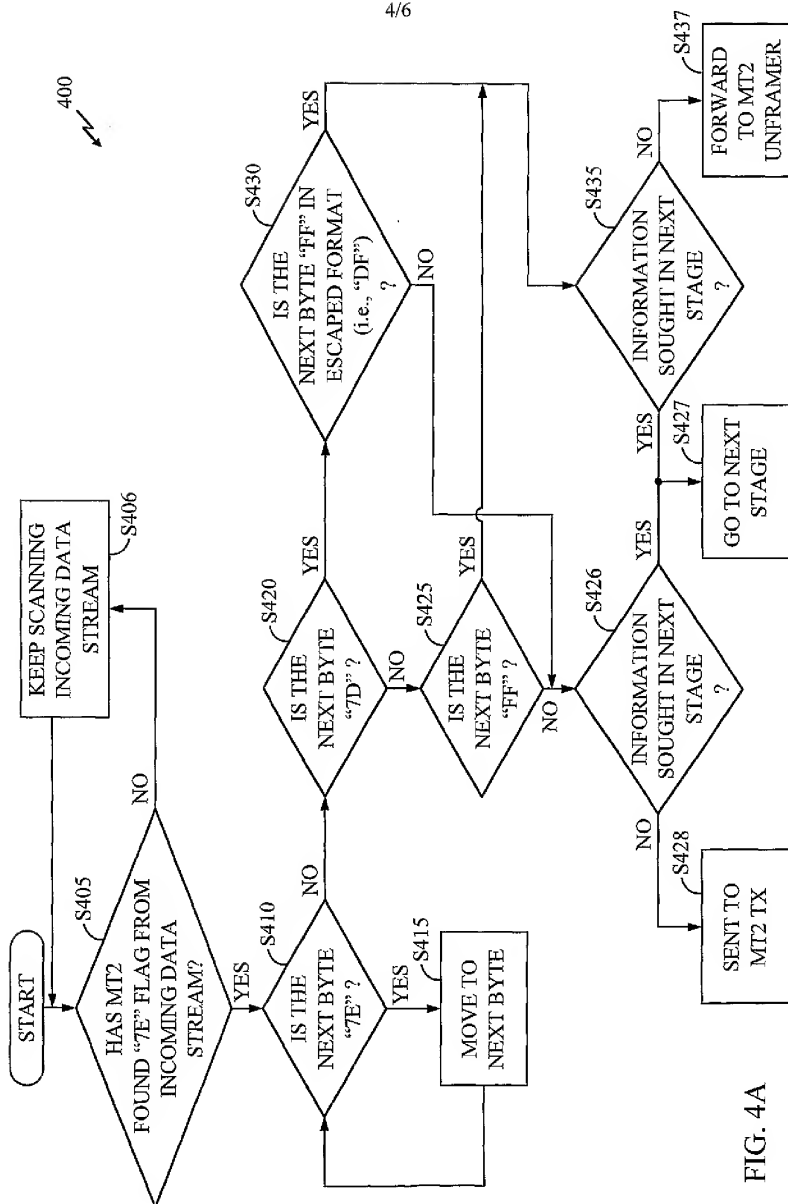 4/6
400
START
S405
HAS MT2
FOUND “7E” FLAG FROM
INCOMING DATA
STREAM?
NO
YES
KEEP SCANNING
INCOMING DATA
STREAM
S406
S410
IS THE
NEXT BYTE
“7E” ?
NO
YES
S415
MOVE TO
NEXT BYTE
S420
IS THE
NEXT BYTE
“7D” ?
YES
NO
S425
IS THE
NEXT BYTE
“FF” ?
YES
NO
S430
IS THE
NEXT BYTE “FF” IN
ESCAPED FORMAT
(i.e., “DF”)
?
YES
NO
S426
INFORMATION
SOUGHT IN NEXT
STAGE
?
NO
YES
S428
SENT TO
MT2 TX
S427
GO TO NEXT
STAGE
S435
INFORMATION
SOUGHT IN NEXT
STAGE
?
YES
NO
S437
FORWARD
TO MT2
UNFRAMER
FIG. 4A